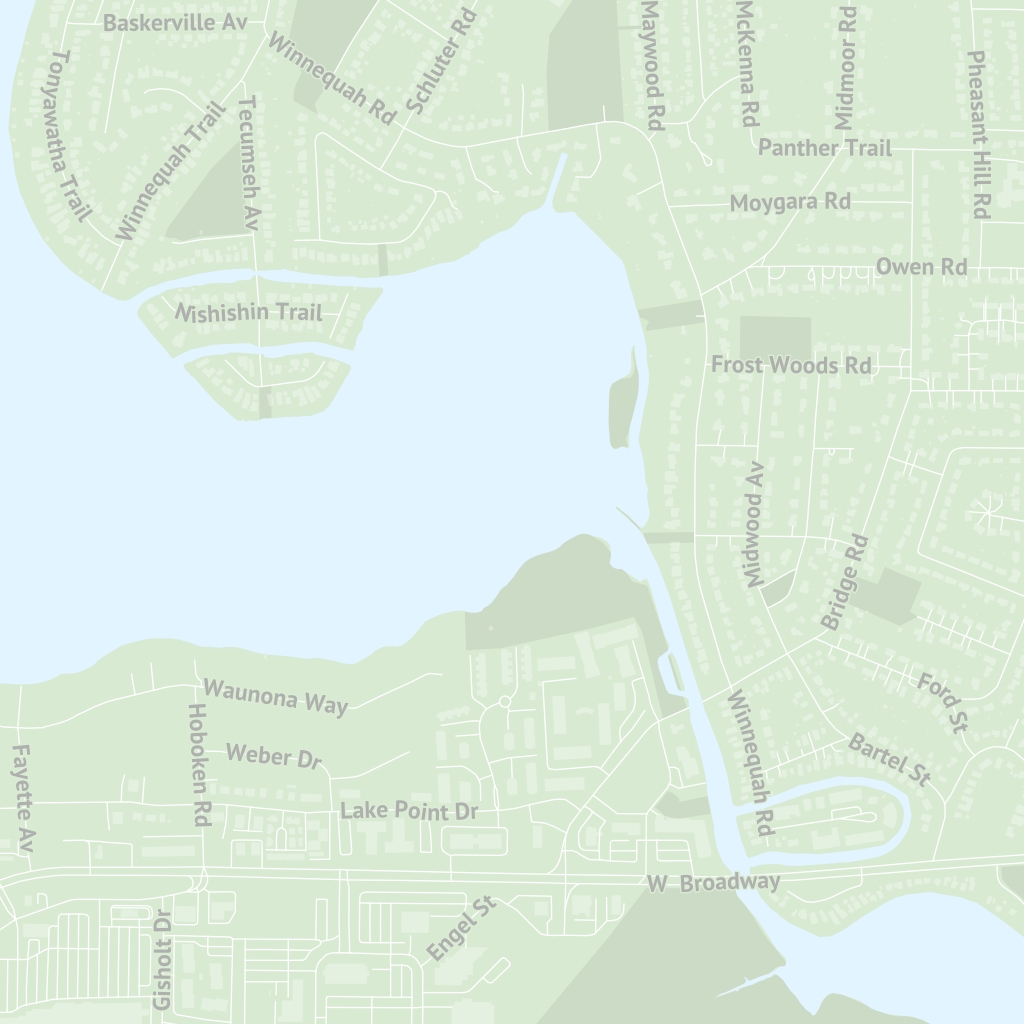 Baskerville Av
Winnequah Rd
Schluter Rd
Maywood Rd
McKenna Rd
Midmoor Rd
Pheasant Hill Rd
Tonyawatha Trail
Winnequah Trail
Tecumseh Av
Panther Trail
Moygara Rd
Owen Rd
Nishishin Trail
Frost Woods Rd
Midwood Av
Bridge Rd
Waunona Way
Hoboken Rd
Weber Dr
Fayette Av
Lake Point Dr
Winnequah Rd
Ford St
Bartel St
W Broadway
Engel St
Gisholt Dr